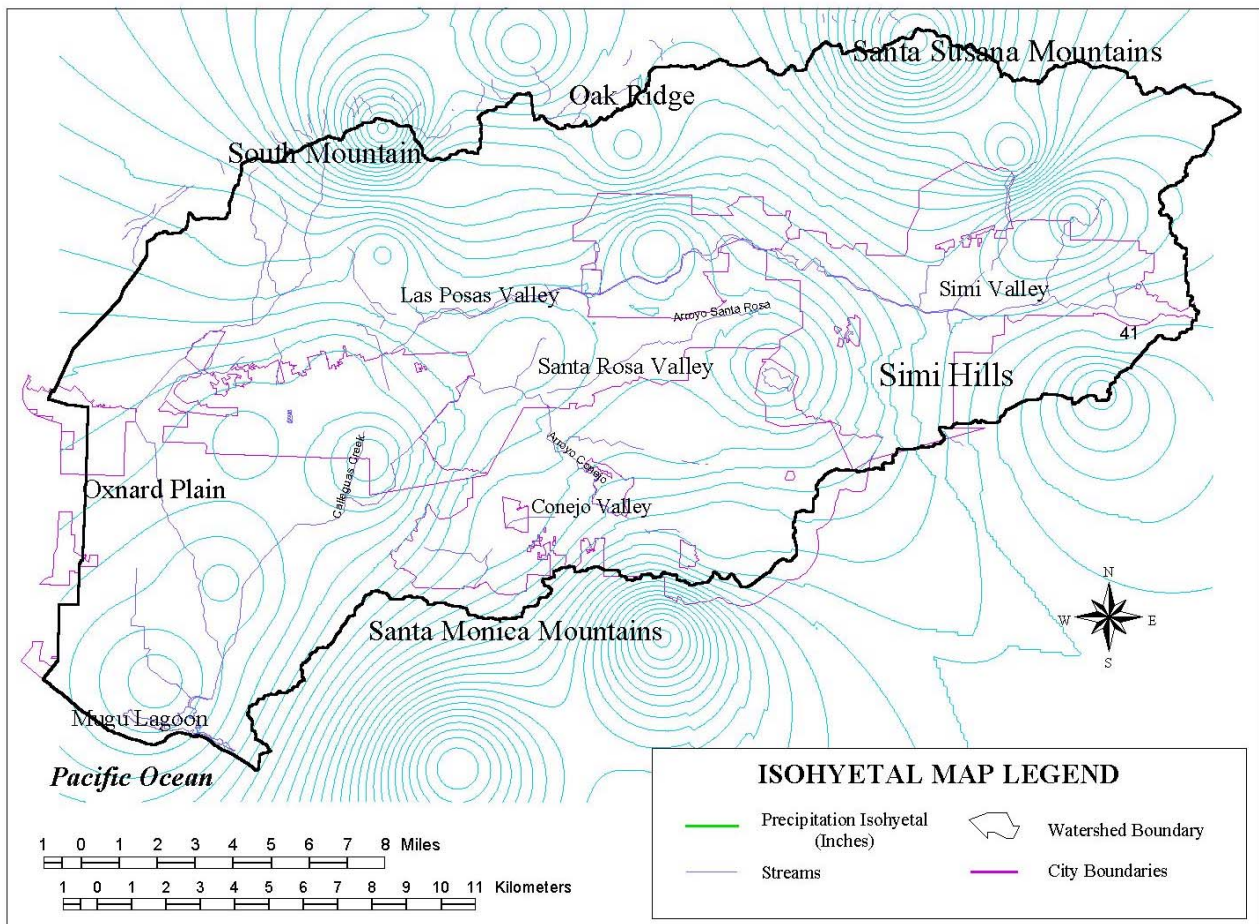 Santa Susana Mountains
Oak Ridge
South Mountain
Las Posas Valley
Arroyo Santa Rosa
Simi Valley
41
Santa Rosa Valley
Simi Hills
Arroyo Conejo
Calleguas Creek
Oxnard Plain
Conejo Valley
Santa Monica Mountains
N
W
E
S
Mugu Lagoon
Pacific Ocean
ISOHYETAL MAP LEGEND
Precipitation Isohyetal
(Inches)
Watershed Boundary
Streams
City Boundaries
1 0 1 2 3 4 5 6 7 8 Miles
1 0 1 2 3 4 5 6 7 8 9 10 11 Kilometers